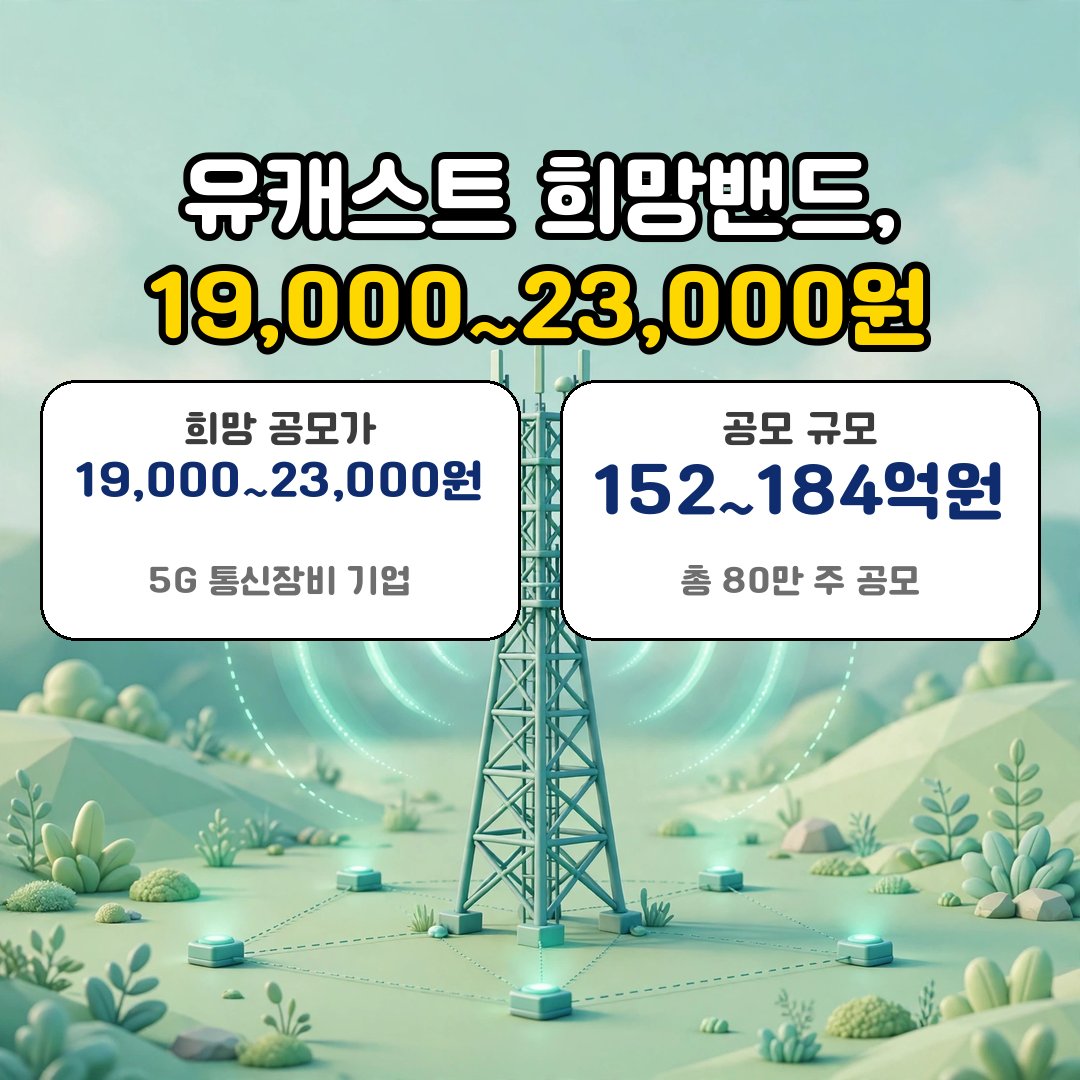 유캐스트 희망밴드,
19,000~23,000원
희망 공모가
19,000~23,000원
5G 통신장비 기업
공모 규모
152~184억원
총 80만 주 공모